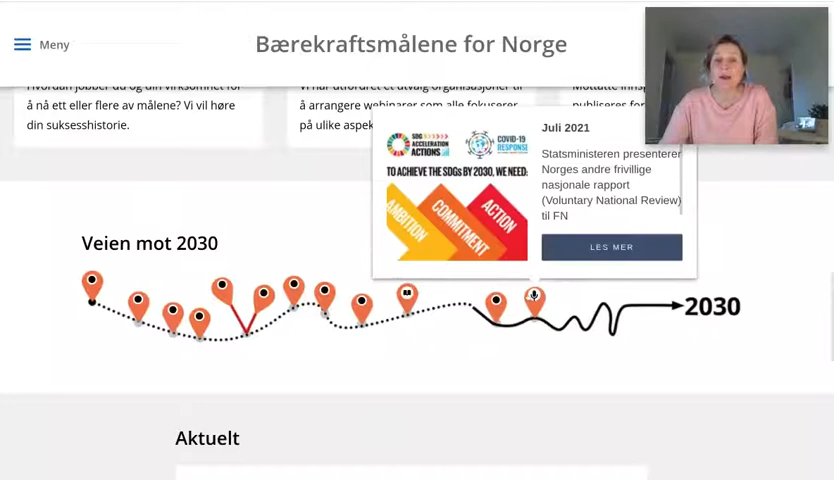 Meny
Bærekraftsmålene for Norge
Hvordan jobber du og din virksomhet for
å nå ett eller flere av målene? Vi vil høre
din suksesshistorie.
Vi har utfordret et utvalg organisasjoner til
å arrangere webinarer som alle fokuserer
på ulike
Mottatte
publiseres
Juli 2021
Statsministeren presenterer
Norges andre frivillige
nasjonale rapport
(Voluntary National Review)
til FN
LES MER
SDG
ACCELERATION
ACTIONS
COVID-19
RESPONSE
TO ACHIEVE THE SDGs BY 2030, WE NEED:
AMBITION
COMMITMENT
ACTION
Veien mot 2030
2030
Aktuelt